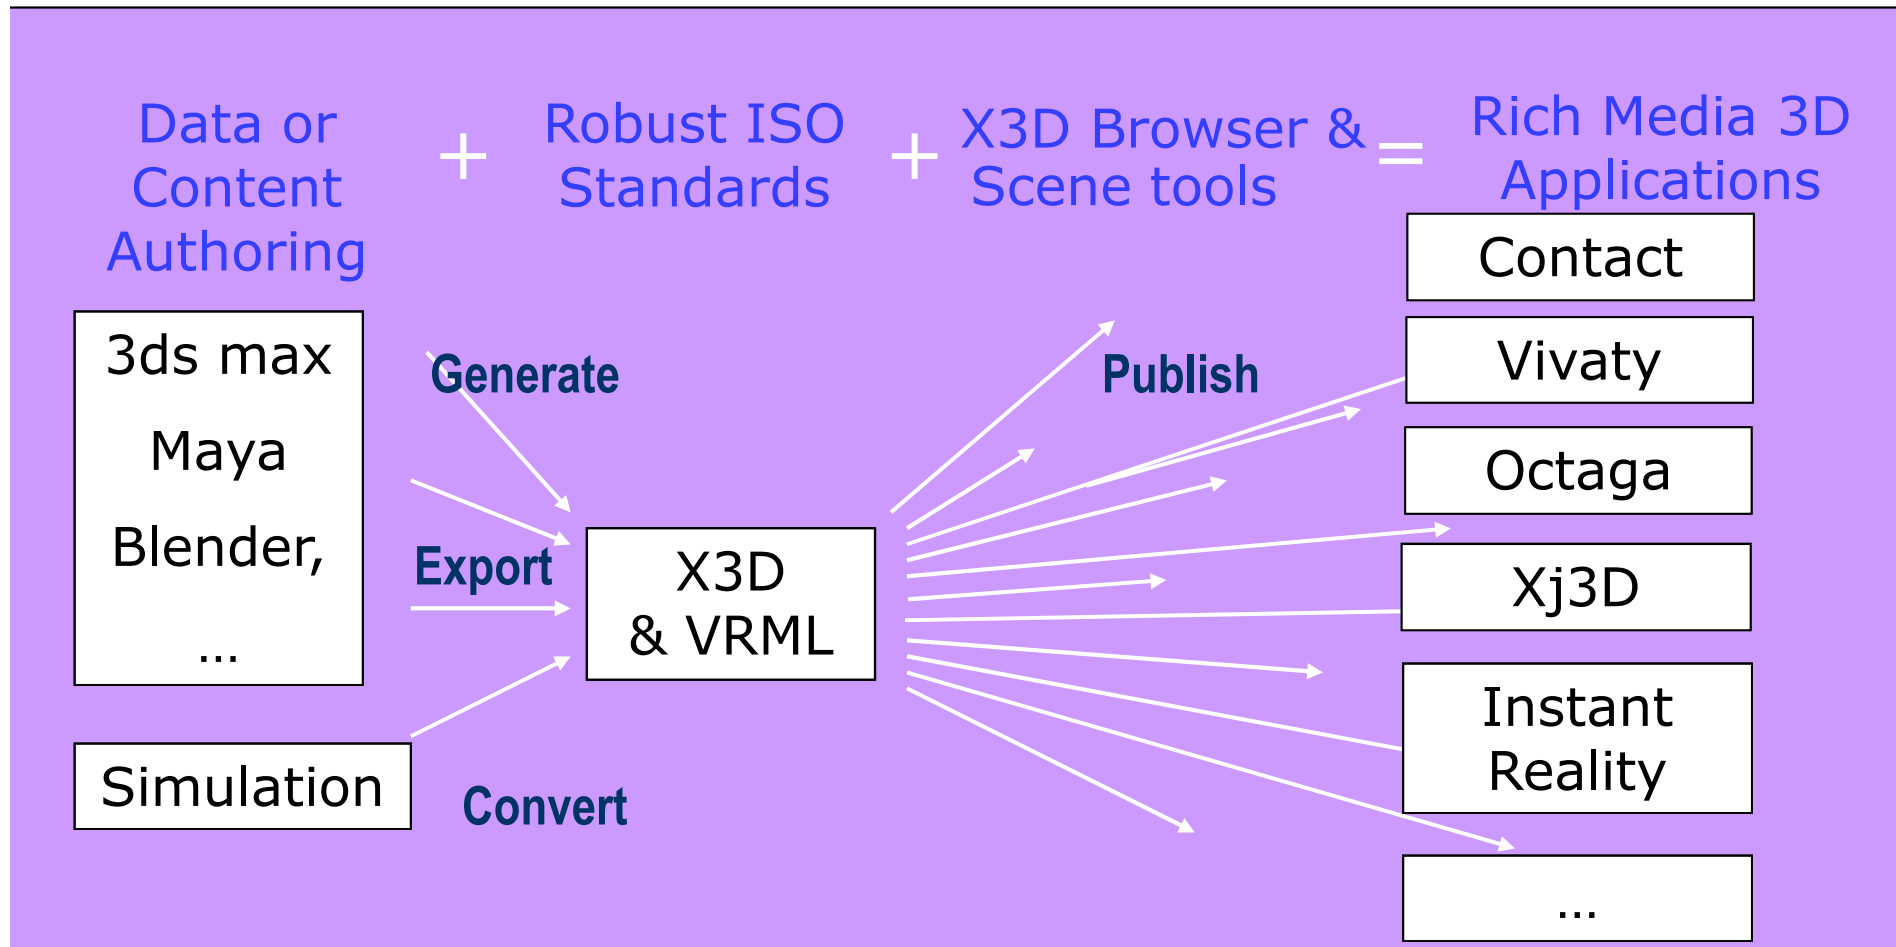 Data or
Content
Authoring
+
Robust ISO
Standards
+
X3D Browser &
Scene tools
=
Rich Media 3D
Applications
3ds max
Maya
Blender,
…
Simulation
Generate
Export
Convert
X3D
& VRML
Publish
Contact
Vivaty
Octaga
Xj3D
Instant
Reality
…